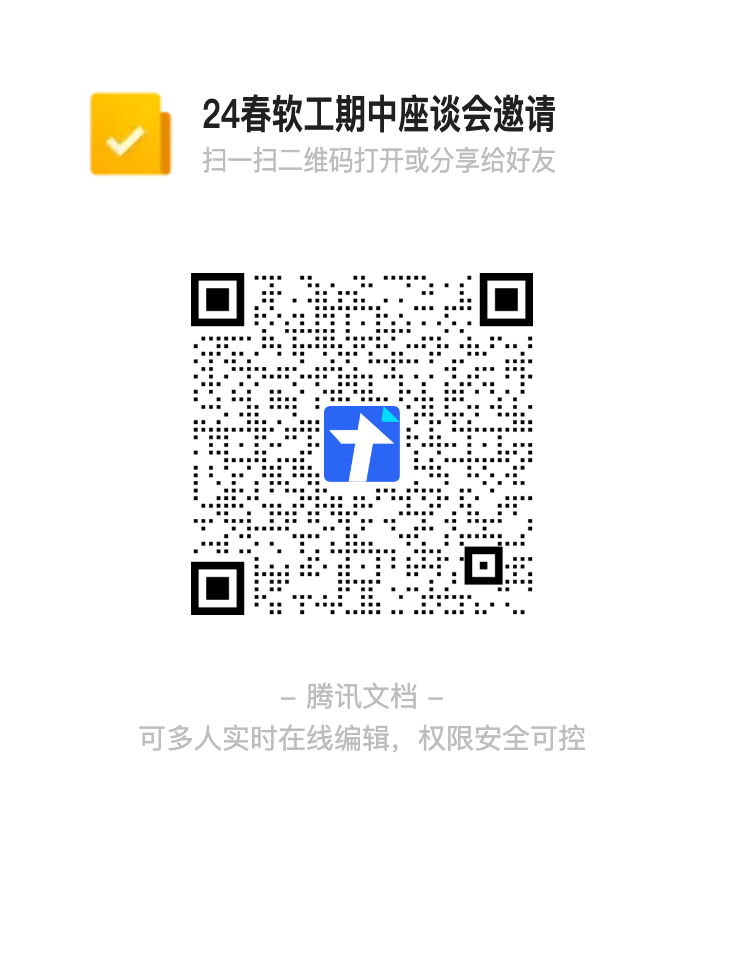 24春软工期中座谈会邀请
扫一扫二维码打开或分享给好友
– 腾讯文档 –
可多人实时在线编辑，权限安全可控